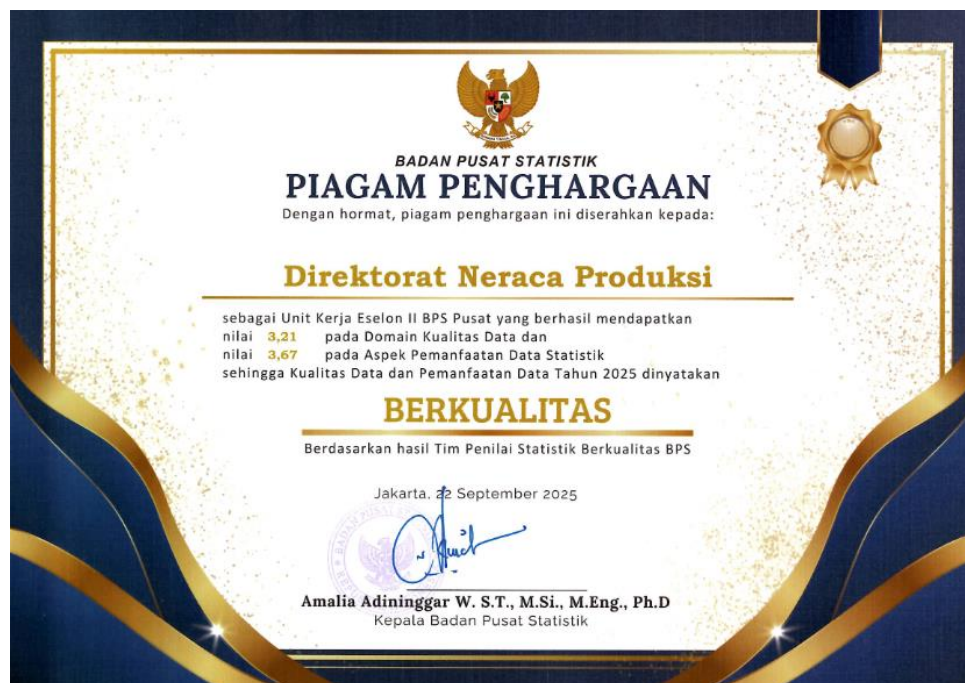 BADAN PUSAT STATISTIK
PIAGAM PENGHARGAAN
Dengan hormat, piagam penghargaan ini diserahkan kepada:
Direktorat Neraca Produksi
sebagai Unit Kerja Eselon II BPS Pusat yang berhasil mendapatkan
nilai 3,21 pada Domain Kualitas Data dan
nilai 3,67 pada Aspek Pemanfaatan Data Statistik
sehingga Kualitas Data dan Pemanfaatan Data Tahun 2025 dinyatakan
BERKUALITAS
Berdasarkan hasil Tim Penilai Statistik Berkualitas BPS
Jakarta, 22 September 2025
BADAN PUSAT
Amalia Adininggar W. S.T., M.Si., M.Eng., Ph.D
Kepala Badan Pusat Statistik